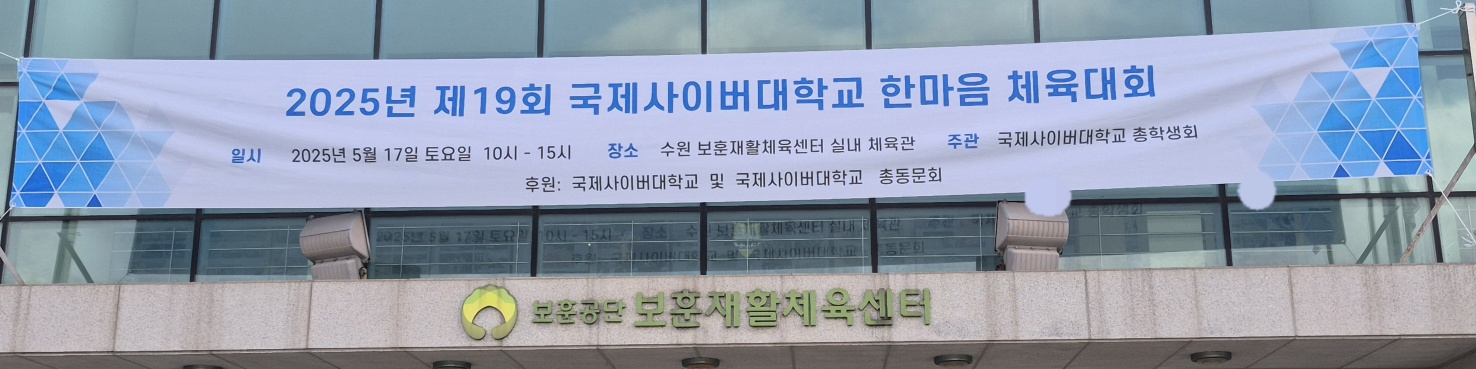 2025년 제19회 국제사이버대학교 한마음 체육대회
일시 2025년 5월 17일 토요일 10시 - 15시 장소 수원 보훈재활체육센터 실내 체육관 주관 국제사이버대학교 총학생회
후원: 국제사이버대학교 및 국제사이버대학교 총동문회
보훈공단 보훈재활체육센터